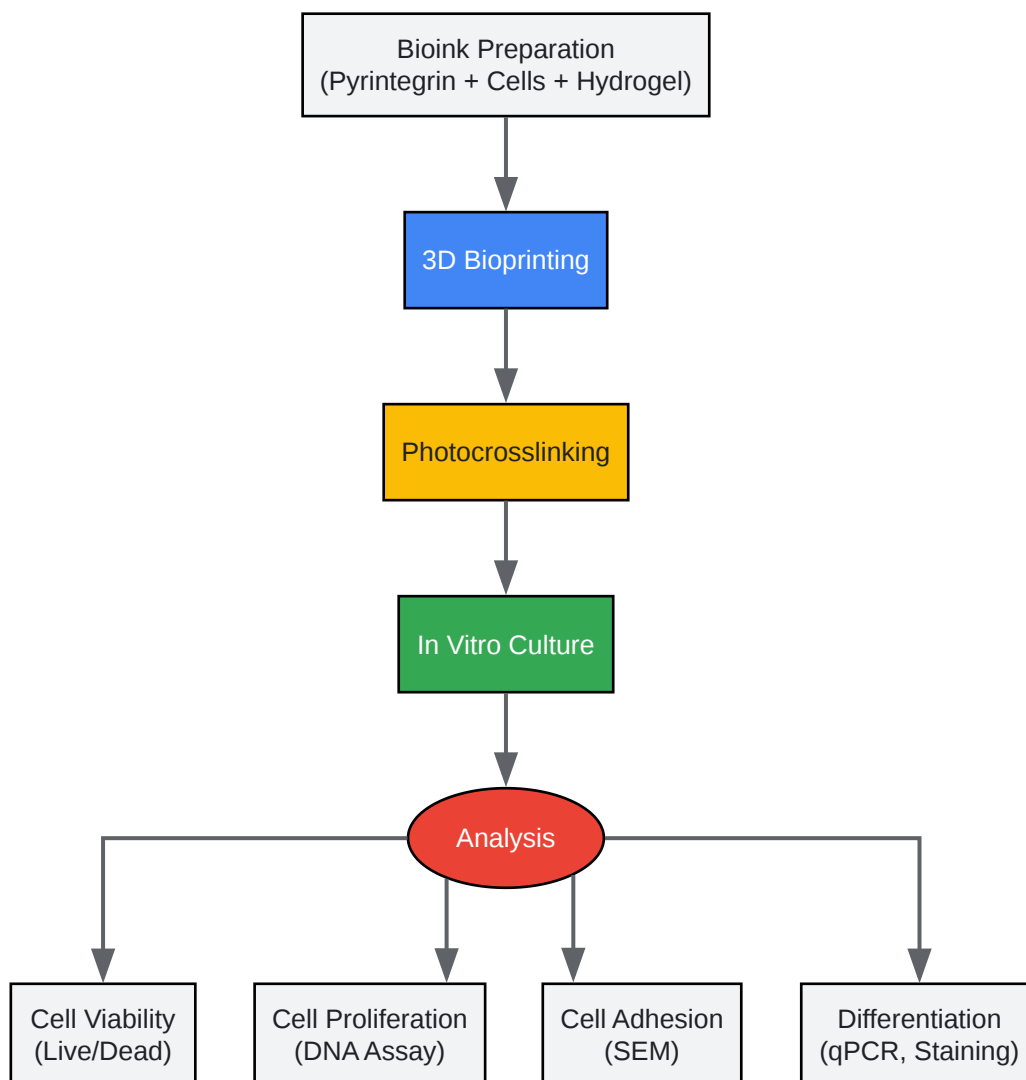 Bioink Preparation
(Pyrintegrin + Cells + Hydrogel)
3D Bioprinting
Photocrosslinking
In Vitro Culture
Analysis
Cell Viability
(Live/Dead)
Cell Proliferation
(DNA Assay)
Cell Adhesion
(SEM)
Differentiation
(qPCR, Staining)